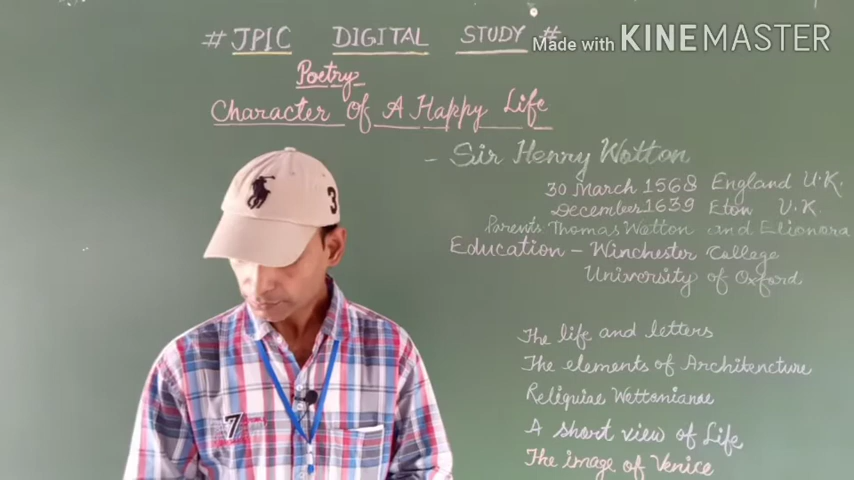 # JPIC DIGITAL STUDY #
Made with KINEMASTER
Poetry
Character Of A Happy Life
- Sir Henry Wotton
30 March 1568 England U.K.
December 1639 Eton U.K.
Parents Thomas Wotton and Elionora
Education - Winchester College
University of Oxford
The life and letters
The elements of Architencture
Reliquiae Wettonianae
A short view of Life
The image of Venice
3
7